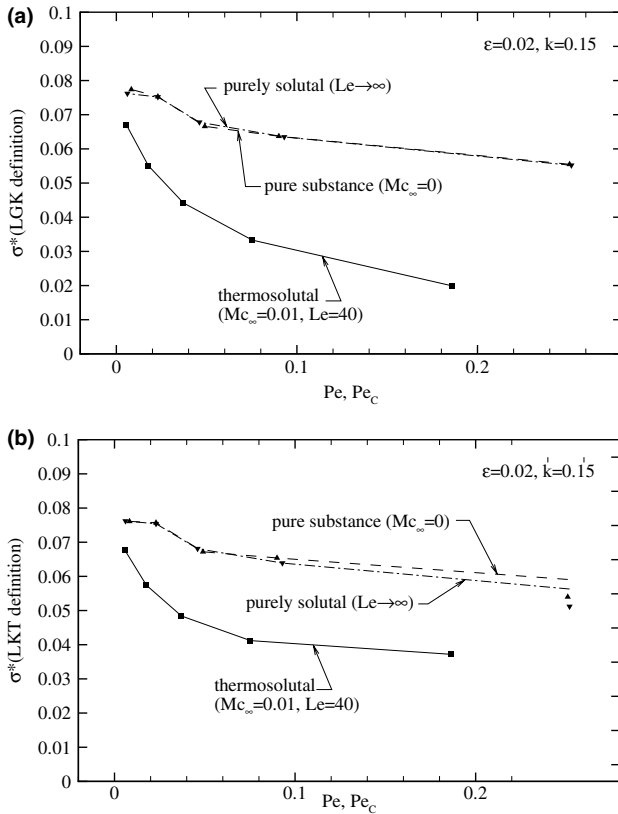 (a)
0.1
0.09
0.08
0.07
0.06
0.05
0.04
0.03
0.02
0.01
0
σ*(LGK definition)
ε=0.02, k=0.15
purely solutal (Le→∞)
pure substance (Mc∞=0)
thermosolutal
(Mc∞=0.01, Le=40)
0 0.1 0.2
Pe, PeC
(b)
0.1
0.09
0.08
0.07
0.06
0.05
0.04
0.03
0.02
0.01
0
σ*(LKT definition)
ε=0.02, k=0.15
pure substance (Mc∞=0)
purely solutal (Le→∞)
thermosolutal
(Mc∞=0.01, Le=40)
0 0.1 0.2
Pe, PeC